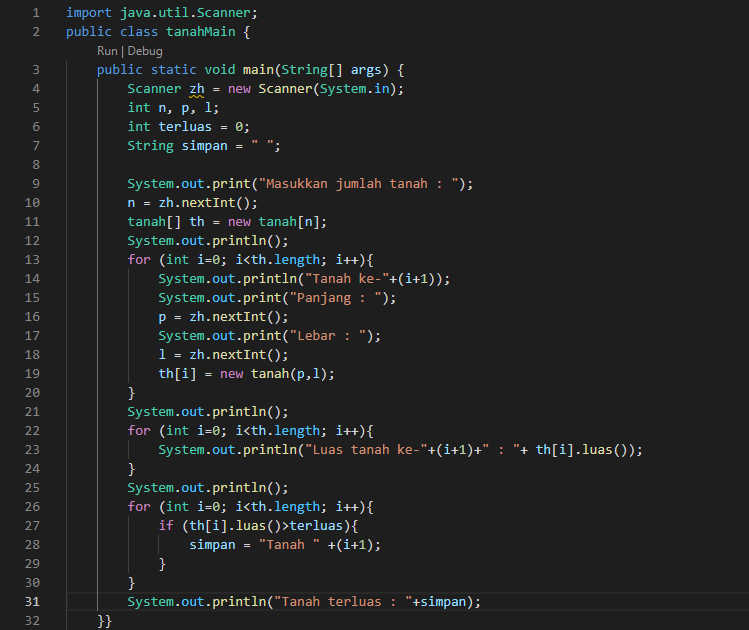 1 import java.util.Scanner;
2 public class tanahMain {
Run | Debug
3 public static void main(String[] args) {
4 Scanner zh = new Scanner(System.in);
5 int n, p, l;
6 int terluas = 0;
7 String simpan = " ";
8
9 System.out.print("Masukkan jumlah tanah : ");
10 n = zh.nextInt();
11 tanah[] th = new tanah[n];
12 System.out.println();
13 for (int i=0; i<th.length; i++){
14 System.out.println("Tanah ke-"+(i+1));
15 System.out.print("Panjang : ");
16 p = zh.nextInt();
17 System.out.print("Lebar : ");
18 l = zh.nextInt();
19 th[i] = new tanah(p,l);
20 }
21 System.out.println();
22 for (int i=0; i<th.length; i++){
23 System.out.println("Luas tanah ke-"+(i+1)+" : "+ th[i].luas());
24 }
25 System.out.println();
26 for (int i=0; i<th.length; i++){
27 if (th[i].luas()>terluas){
28 simpan = "Tanah " +(i+1);
29 }
30 }
31 System.out.println("Tanah terluas : "+simpan);
32 }}